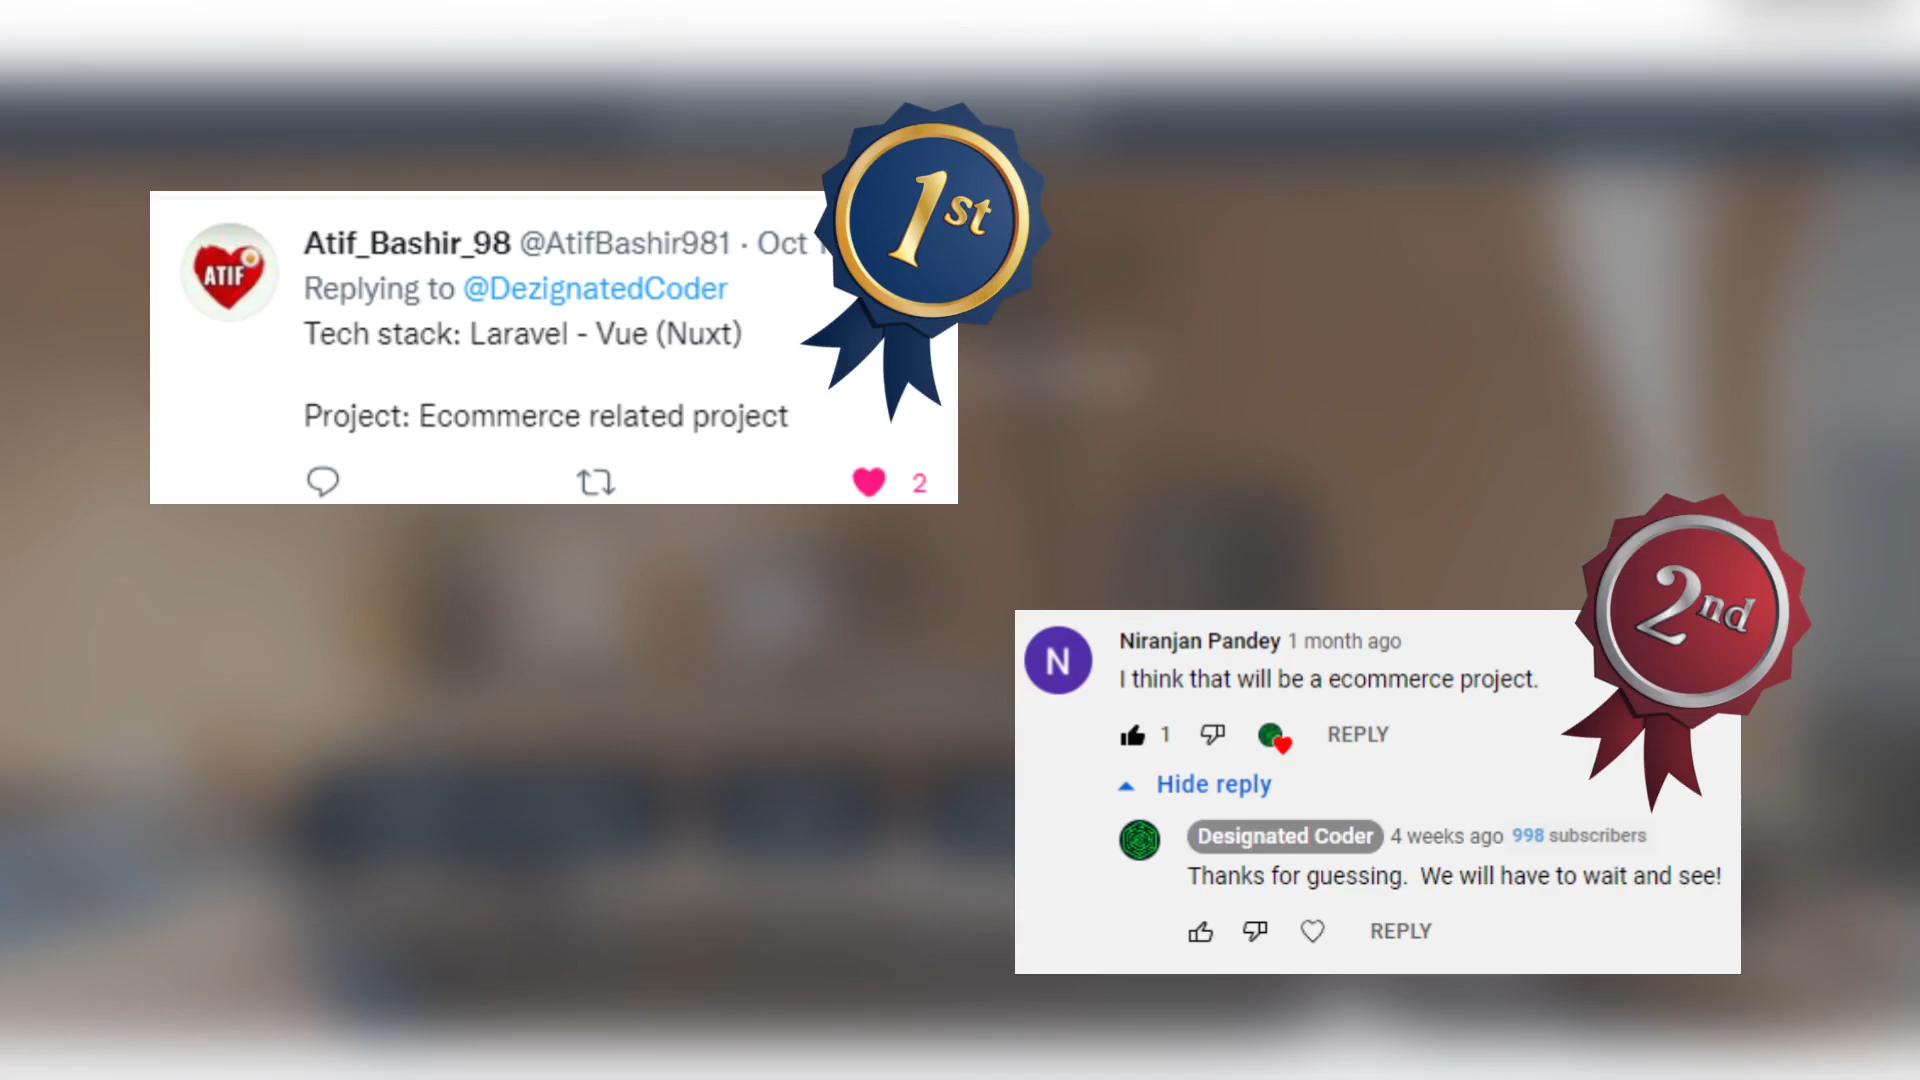 1st
ATIF
Atif_Bashir_98 @AtifBashir981 · Oct
Replying to @DezignatedCoder
Tech stack: Laravel - Vue (Nuxt)
Project: Ecommerce related project
2
2nd
N
Niranjan Pandey 1 month ago
I think that will be a ecommerce project.
1 REPLY
Hide reply
Designated Coder 4 weeks ago 998 subscribers
Thanks for guessing. We will have to wait and see!
REPLY